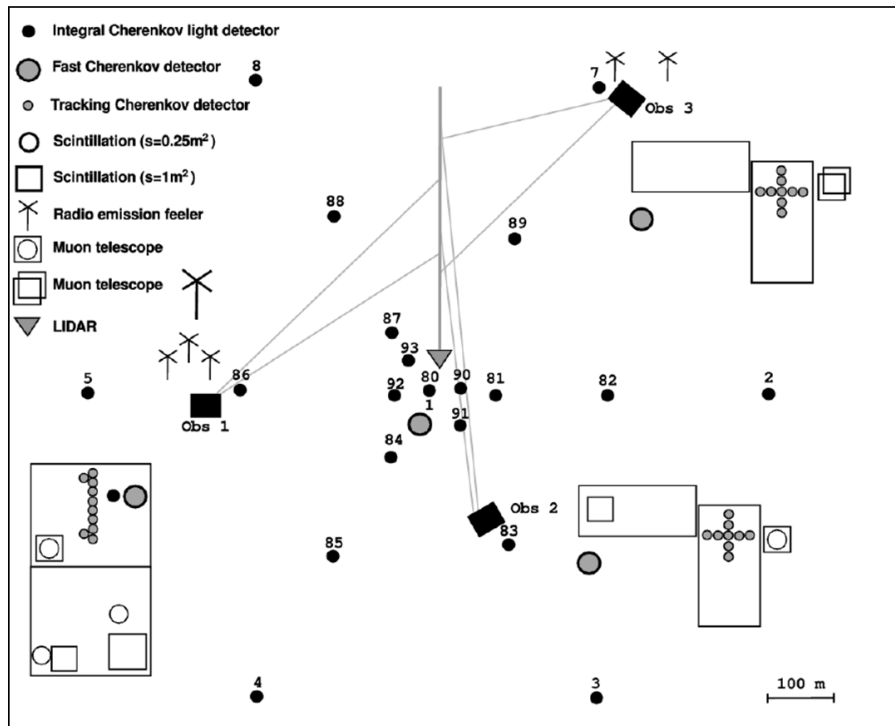 Integral Cherenkov light detector
Fast Cherenkov detector
Tracking Cherenkov detector
Scintillation (s=0.25m²)
Scintillation (s=1m²)
Radio emission feeler
Muon telescope
Muon telescope
LIDAR
8
7
Obs 3
88
89
87
93
5
86
92
80
90
81
82
2
1
91
Obs 1
84
Obs 2
83
85
4
3
100 m